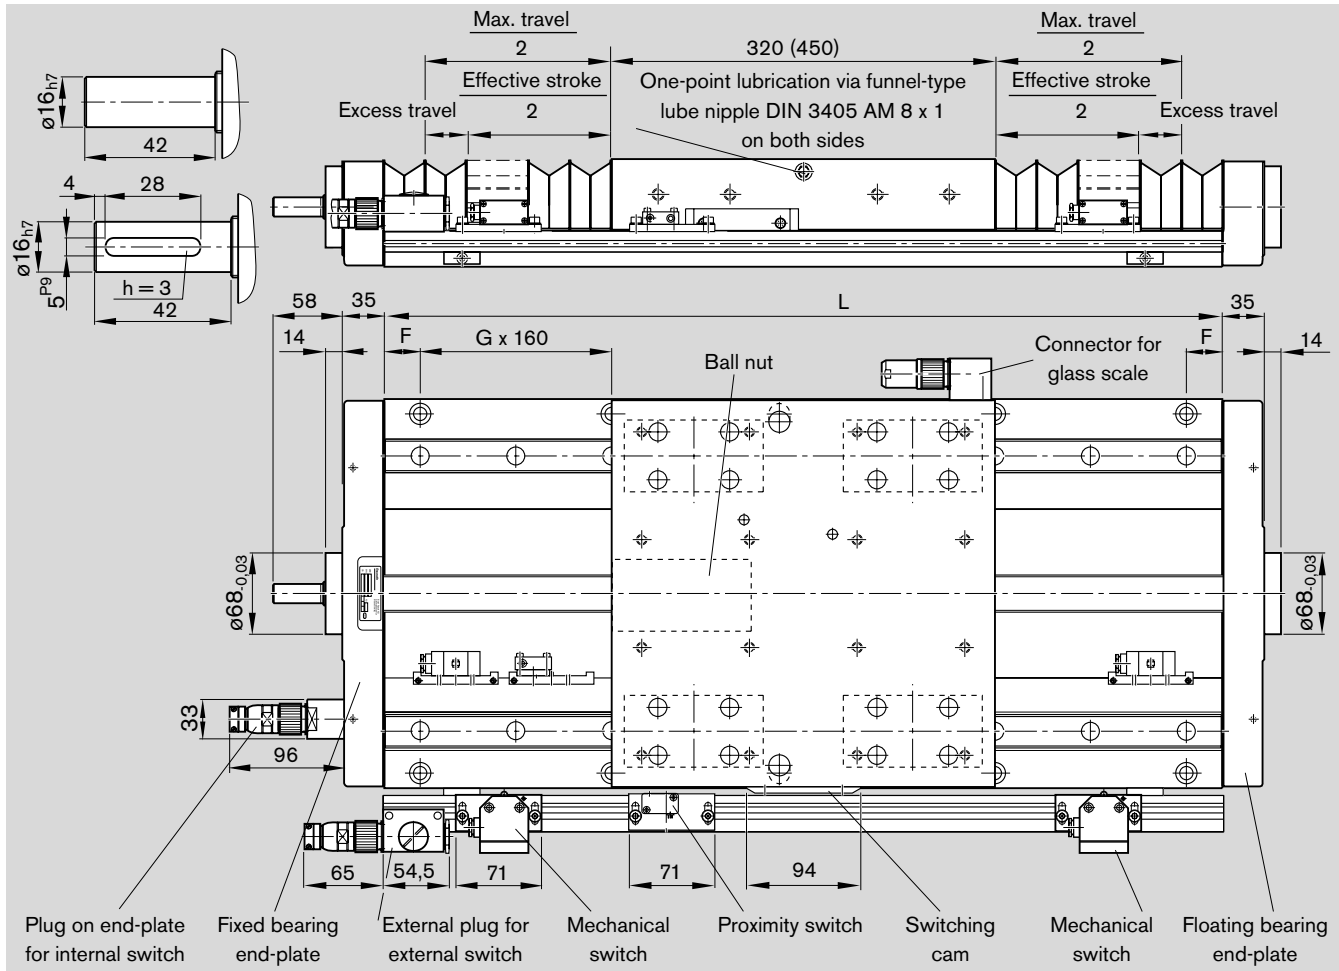 Max. travel
2
320 (450)
Max. travel
2
Effective stroke
2
One-point lubrication via funnel-type
lube nipple DIN 3405 AM 8 x 1
on both sides
Effective stroke
2
Excess travel
Excess travel
ø16h7
42
4
28
ø16h7
5P9
h = 3
42
58
35
L
35
14
F
G x 160
F
14
Ball nut
Connector for
glass scale
ø68-0,03
ø68-0,03
33
96
65
54,5
71
71
94
Plug on end-plate
for internal switch
Fixed bearing
end-plate
External plug for
external switch
Mechanical
switch
Proximity switch
Switching
cam
Mechanical
switch
Floating bearing
end-plate